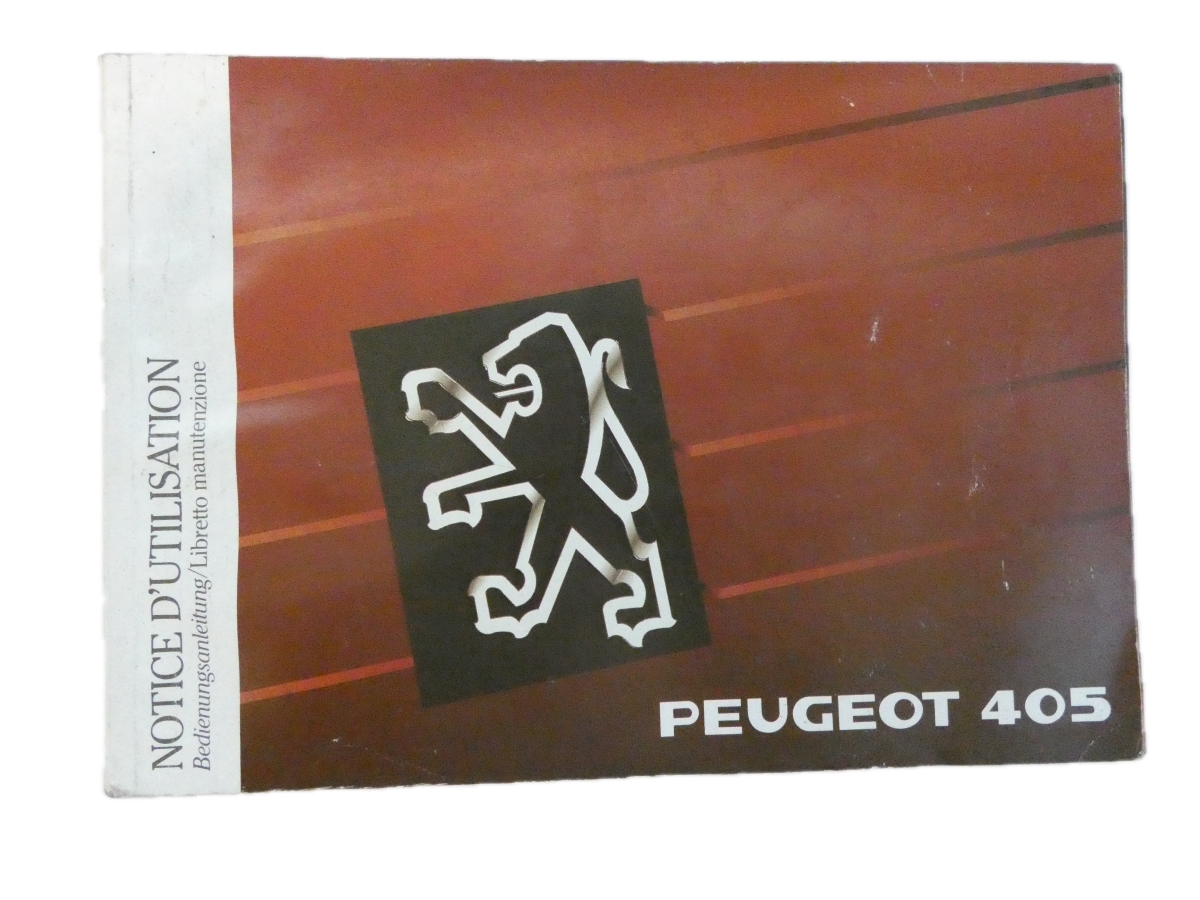 NOTICE D'UTILISATION
Bedienungsanleitung/Libretto manutenzione
PEUGEOT 405